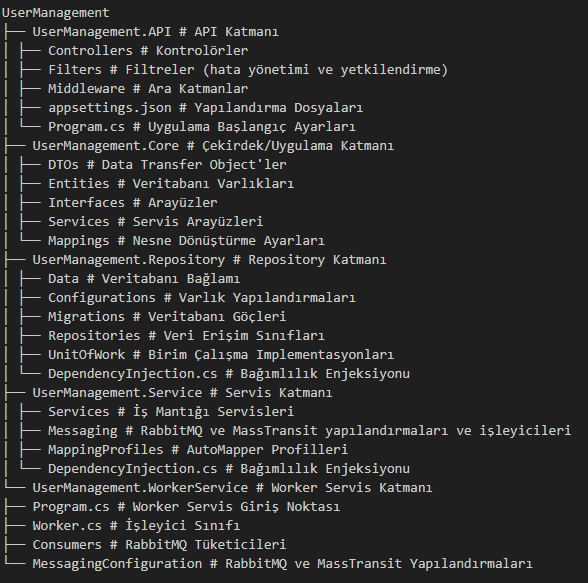 UserManagement
├── UserManagement.API # API Katmanı
│ ├── Controllers # Kontrolörler
│ ├── Filters # Filtreler (hata yönetimi ve yetkilendirme)
│ ├── Middleware # Ara Katmanlar
│ ├── appsettings.json # Yapılandırma Dosyaları
│ └── Program.cs # Uygulama Başlangıç Ayarları
├── UserManagement.Core # Çekirdek/Uygulama Katmanı
│ ├── DTOs # Data Transfer Object'ler
│ ├── Entities # Veritabanı Varlıkları
│ ├── Interfaces # Arayüzler
│ ├── Services # Servis Arayüzleri
│ └── Mappings # Nesne Dönüştürme Ayarları
├── UserManagement.Repository # Repository Katmanı
│ ├── Data # Veritabanı Bağlamı
│ ├── Configurations # Varlık Yapılandırmaları
│ ├── Migrations # Veritabanı Göçleri
│ ├── Repositories # Veri Erişim Sınıfları
│ ├── UnitOfWork # Birim Çalışma Implementasyonları
│ └── DependencyInjection.cs # Bağımlılık Enjeksiyonu
├── UserManagement.Service # Servis Katmanı
│ ├── Services # İş Mantığı Servisleri
│ ├── Messaging # RabbitMQ ve MassTransit yapılandırmaları ve işleyicileri
│ ├── MappingProfiles # AutoMapper Profilleri
│ └── DependencyInjection.cs # Bağımlılık Enjeksiyonu
└── UserManagement.WorkerService # Worker Servis Katmanı
├── Program.cs # Worker Servis Giriş Noktası
├── Worker.cs # İşleyici Sınıfı
├── Consumers # RabbitMQ Tüketicileri
└── MessagingConfiguration # RabbitMQ ve MassTransit Yapılandırmaları